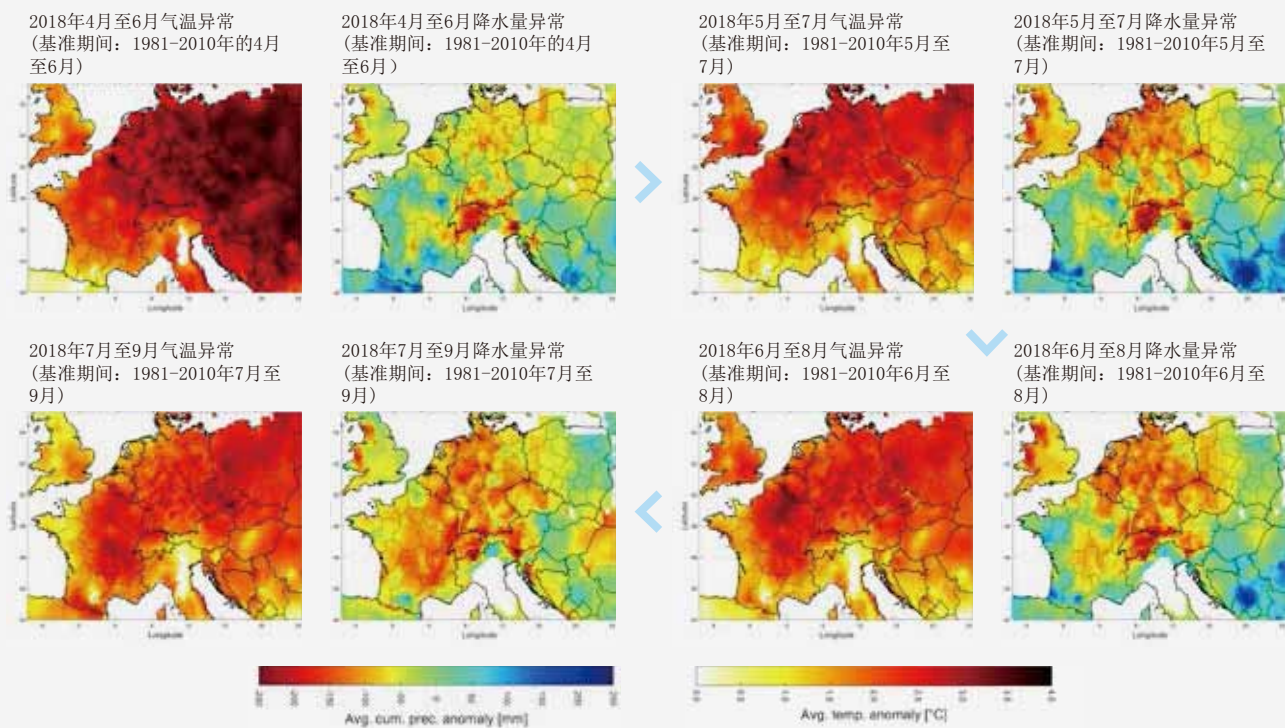 2018年4月至6月气温异常
(基准期间：1981-2010年的4月
至6月)
2018年4月至6月降水量异常
(基准期间：1981-2010年的4月
至6月）
2018年5月至7月气温异常
(基准期间：1981-2010年5月至
7月)
2018年5月至7月降水量异常
(基准期间：1981-2010年5月至
7月)
Latitude
Longitude
Longitude
Latitude
Longitude
Longitude
2018年7月至9月气温异常
(基准期间：1981-2010年7月至
9月)
2018年7月至9月降水量异常
(基准期间：1981-2010年7月至
9月)
2018年6月至8月气温异常
(基准期间：1981-2010年6月至
8月)
2018年6月至8月降水量异常
(基准期间：1981-2010年6月至
8月)
Latitude
Longitude
Longitude
Latitude
Longitude
Longitude
Avg. cum. prec. anomaly [mm]
Avg. temp. anomaly [°C]